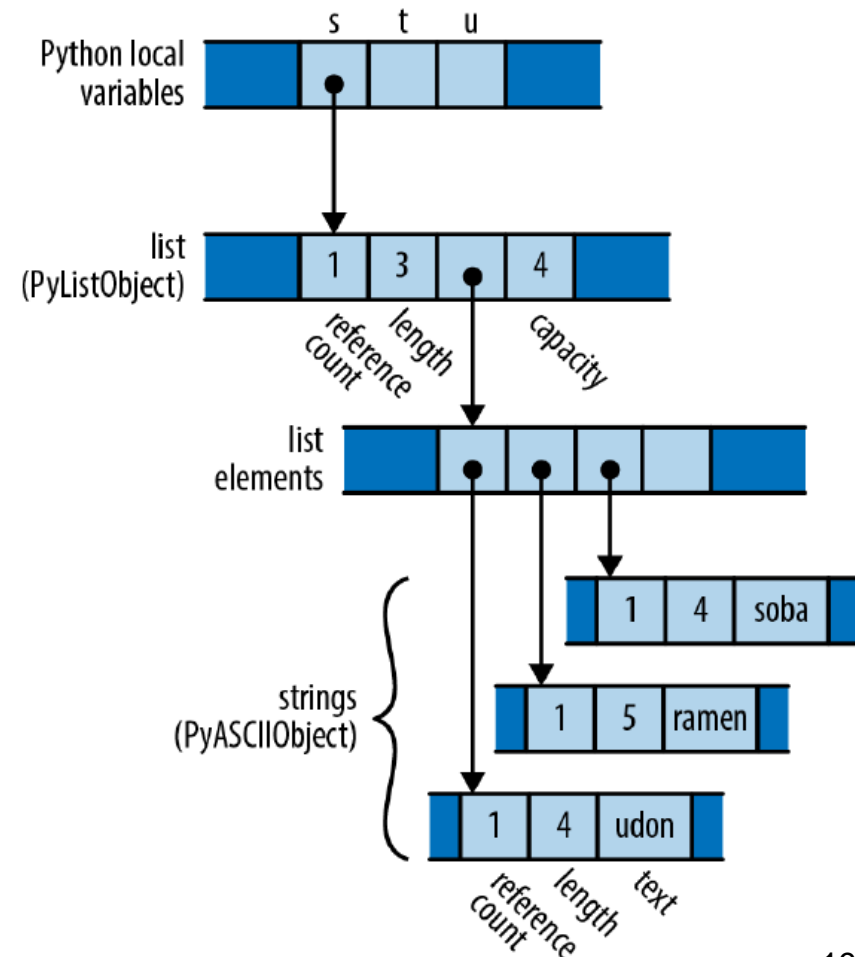 s t u
Python local
variables
list
(PyListObject)
1 3 4
reference
count
length
capacity
list
elements
1 4 soba
strings
(PyASCIIObject)
1 5 ramen
1 4 udon
reference
count
length
text